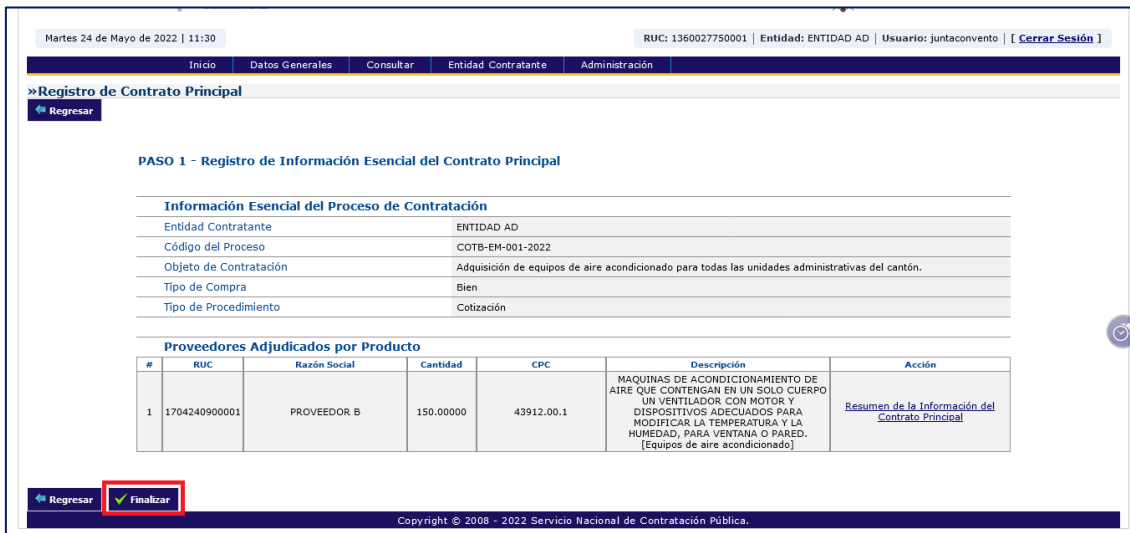 Martes 24 de Mayo de 2022 | 11:30
RUC: 1360027750001 | Entidad: ENTIDAD AD | Usuario: juntaconvento | [ Cerrar Sesión ]
Inicio Datos Generales Consultar Entidad Contratante Administración
»Registro de Contrato Principal
Regresar
PASO 1 - Registro de Información Esencial del Contrato Principal
Información Esencial del Proceso de Contratación
Entidad Contratante ENTIDAD AD
Código del Proceso COTB-EM-001-2022
Objeto de Contratación Adquisición de equipos de aire acondicionado para todas las unidades administrativas del cantón.
Tipo de Compra Bien
Tipo de Procedimiento Cotización
Proveedores Adjudicados por Producto
# RUC Razón Social Cantidad CPC Descripción Acción
1 1704240900001 PROVEEDOR B 150.00000 43912.00.1
MAQUINAS DE ACONDICIONAMIENTO DE
AIRE QUE CONTENGAN EN UN SOLO CUERPO
UN VENTILADOR CON MOTOR Y
DISPOSITIVOS ADECUADOS PARA
MODIFICAR LA TEMPERATURA Y LA
HUMEDAD, PARA VENTANA O PARED.
[Equipos de aire acondicionado]
Resumen de la Información del
Contrato Principal
Regresar Finalizar
Copyright © 2008 - 2022 Servicio Nacional de Contratación Pública.